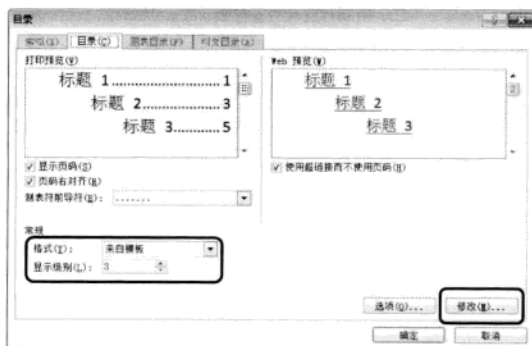 目录
索引(X) 目录(C) 图表目录(F) 引文目录(A)
打印预览(V)
标题 1..................... 1
标题 2................. 3
标题 3............ 5
Web 预览(W)
标题 1
标题 2
标题 3
显示页码(S)
页码右对齐(R)
制表符前导符(B): .......
使用超链接而不使用页码(H)
常规
格式(T): 来自模板
显示级别(L): 3
选项(O)... 修改(M)...
确定 取消